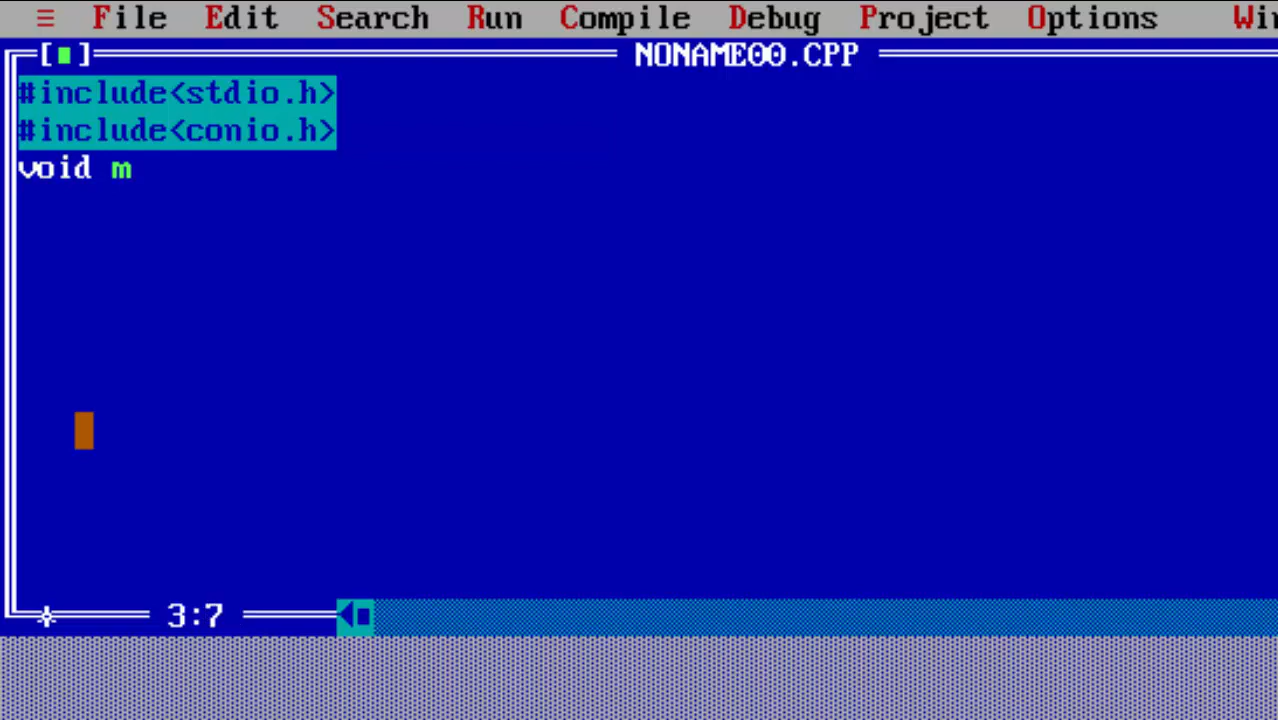 ≡ File Edit Search Run Compile Debug Project Options Wi
[■] NONAME00.CPP
#include<stdio.h>
#include<conio.h>
void m
3:7